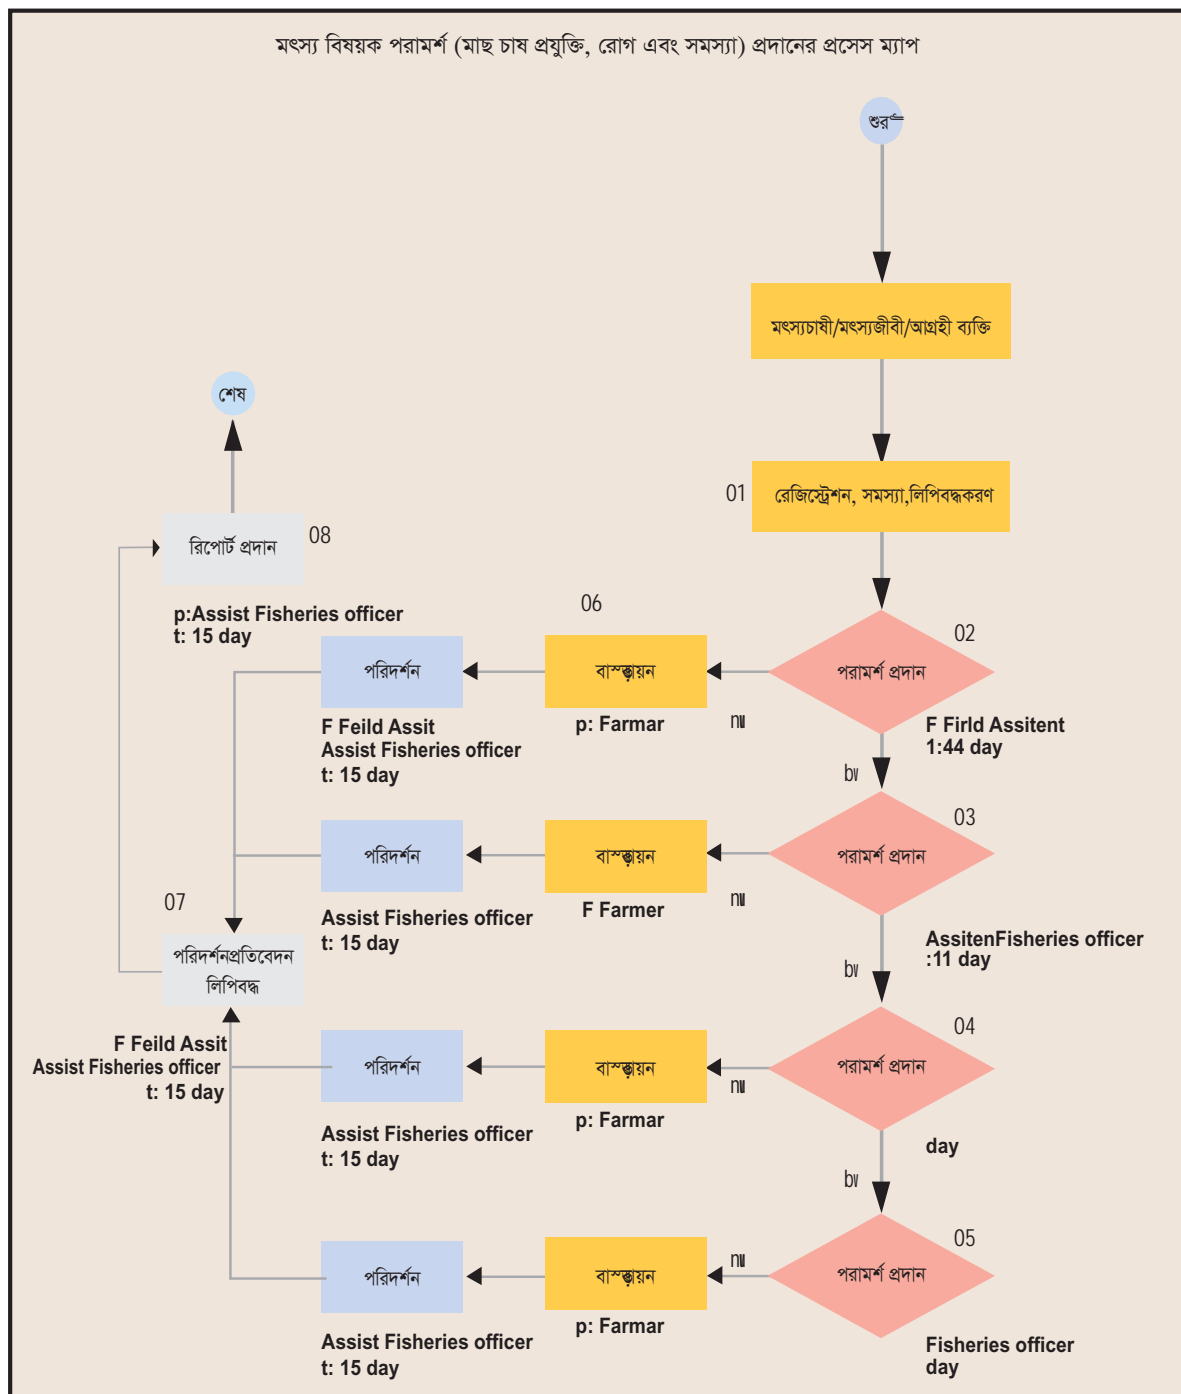 মৎস্য বিষয়ক পরামর্শ (মাছ চাষ প্রযুক্তি, রোগ এবং সমস্যা) প্রদানের প্রসেস ম্যাপ
শুর
মৎস্যচাষী/মৎস্যজীবী/আগ্রহী ব্যক্তি
শেষ
01
রেজিস্ট্রেশন, সমস্যা,লিপিবদ্ধকরণ
রিপোর্ট প্রদান
08
p:Assist Fisheries officer
t: 15 day
06
02
পরিদর্শন
বাস্তবায়ন
পরামর্শ প্রদান
F Feild Assit
Assist Fisheries officer
t: 15 day
p: Farmar
F Firld Assitent
1:44 day
03
পরিদর্শন
বাস্তবায়ন
পরামর্শ প্রদান
Assist Fisheries officer
t: 15 day
F Farmer
AssitenFisheries officer
:11 day
07
পরিদর্শনপ্রতিবেদন
লিপিবদ্ধ
F Feild Assit
Assist Fisheries officer
t: 15 day
04
পরিদর্শন
বাস্তবায়ন
পরামর্শ প্রদান
Assist Fisheries officer
t: 15 day
p: Farmar
day
05
পরিদর্শন
বাস্তবায়ন
পরামর্শ প্রদান
Assist Fisheries officer
t: 15 day
p: Farmar
Fisheries officer
day